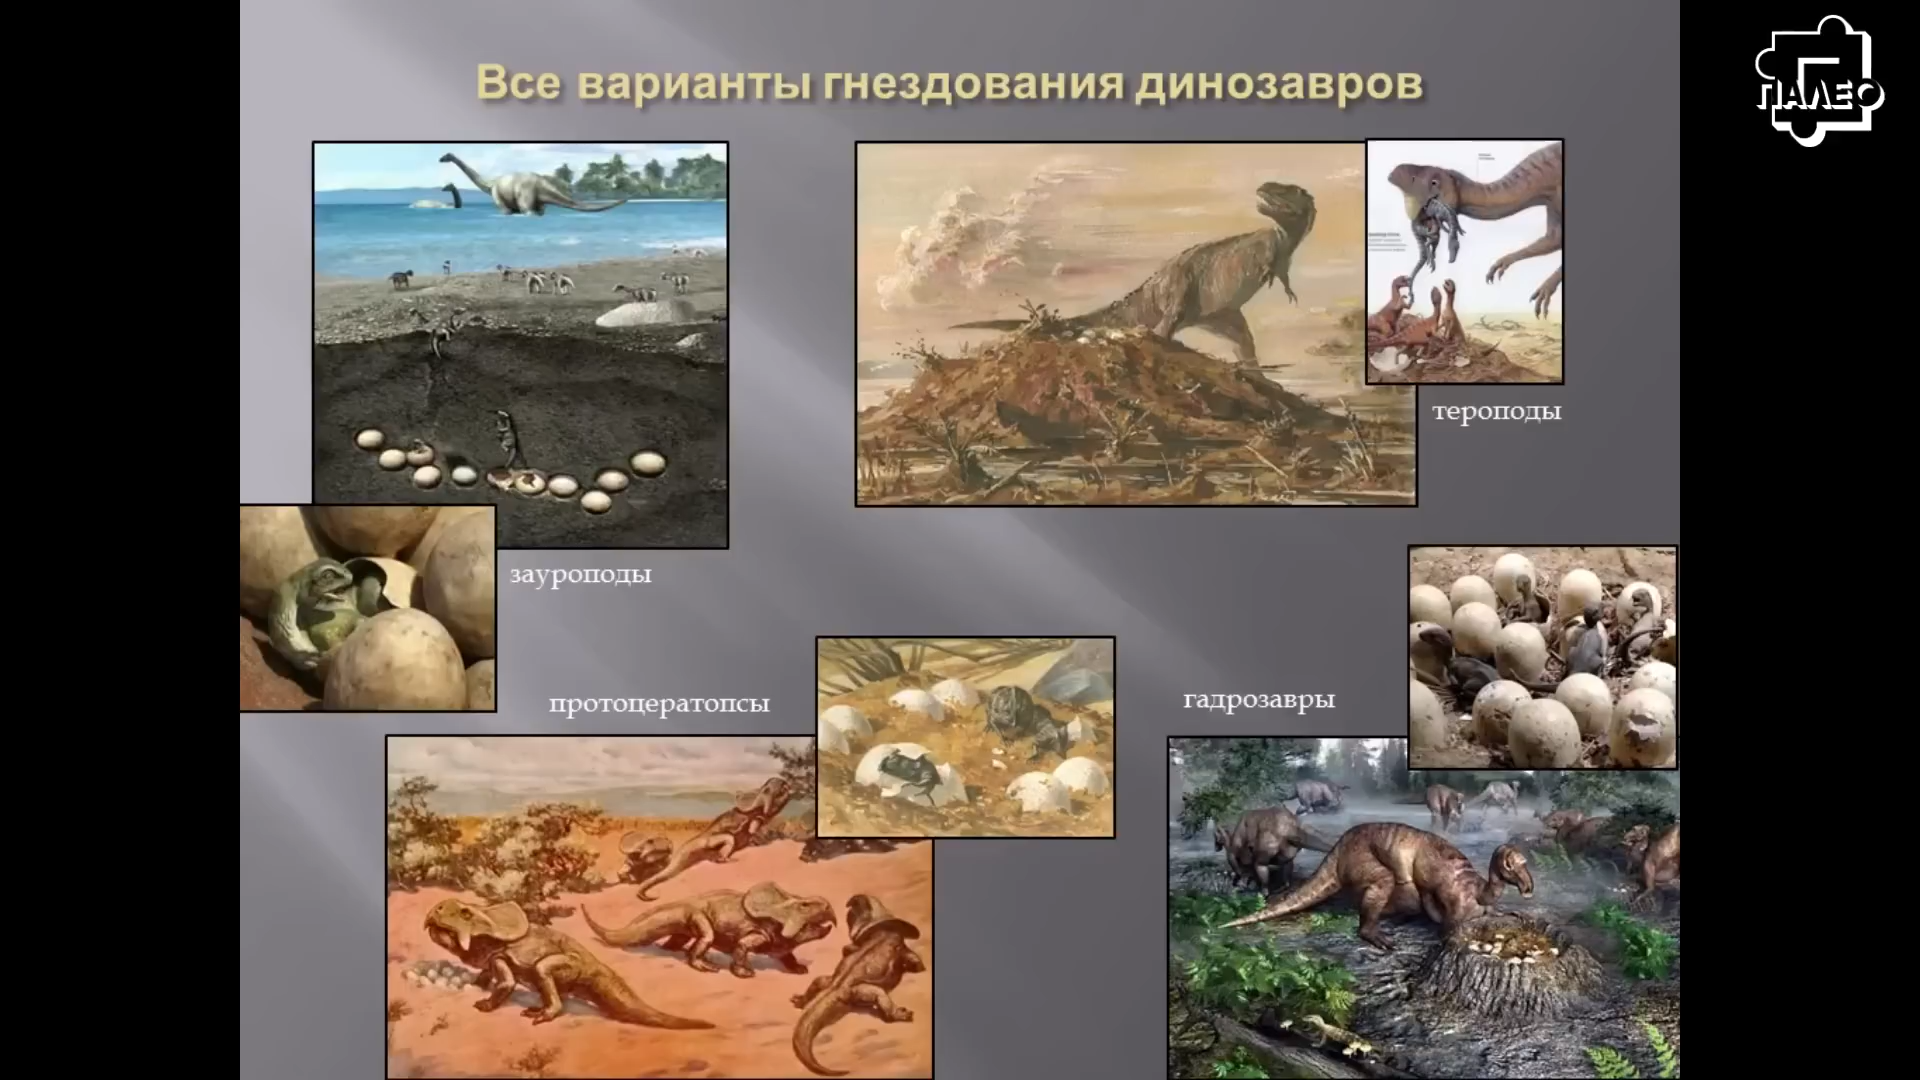 Все варианты гнездования динозавров
ПАЛЕО
тероподы
зауроподы
протоцератопсы
гадрозавры